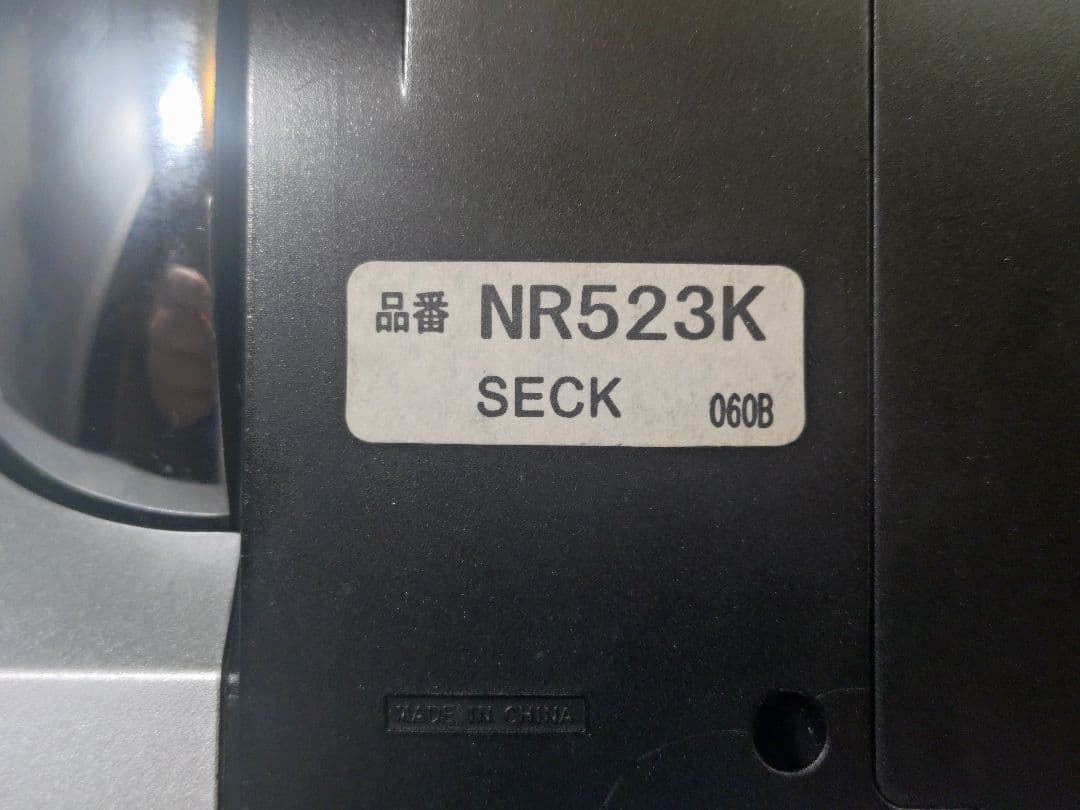 品番 NR523K
SECK 060B
MADE IN CHINA